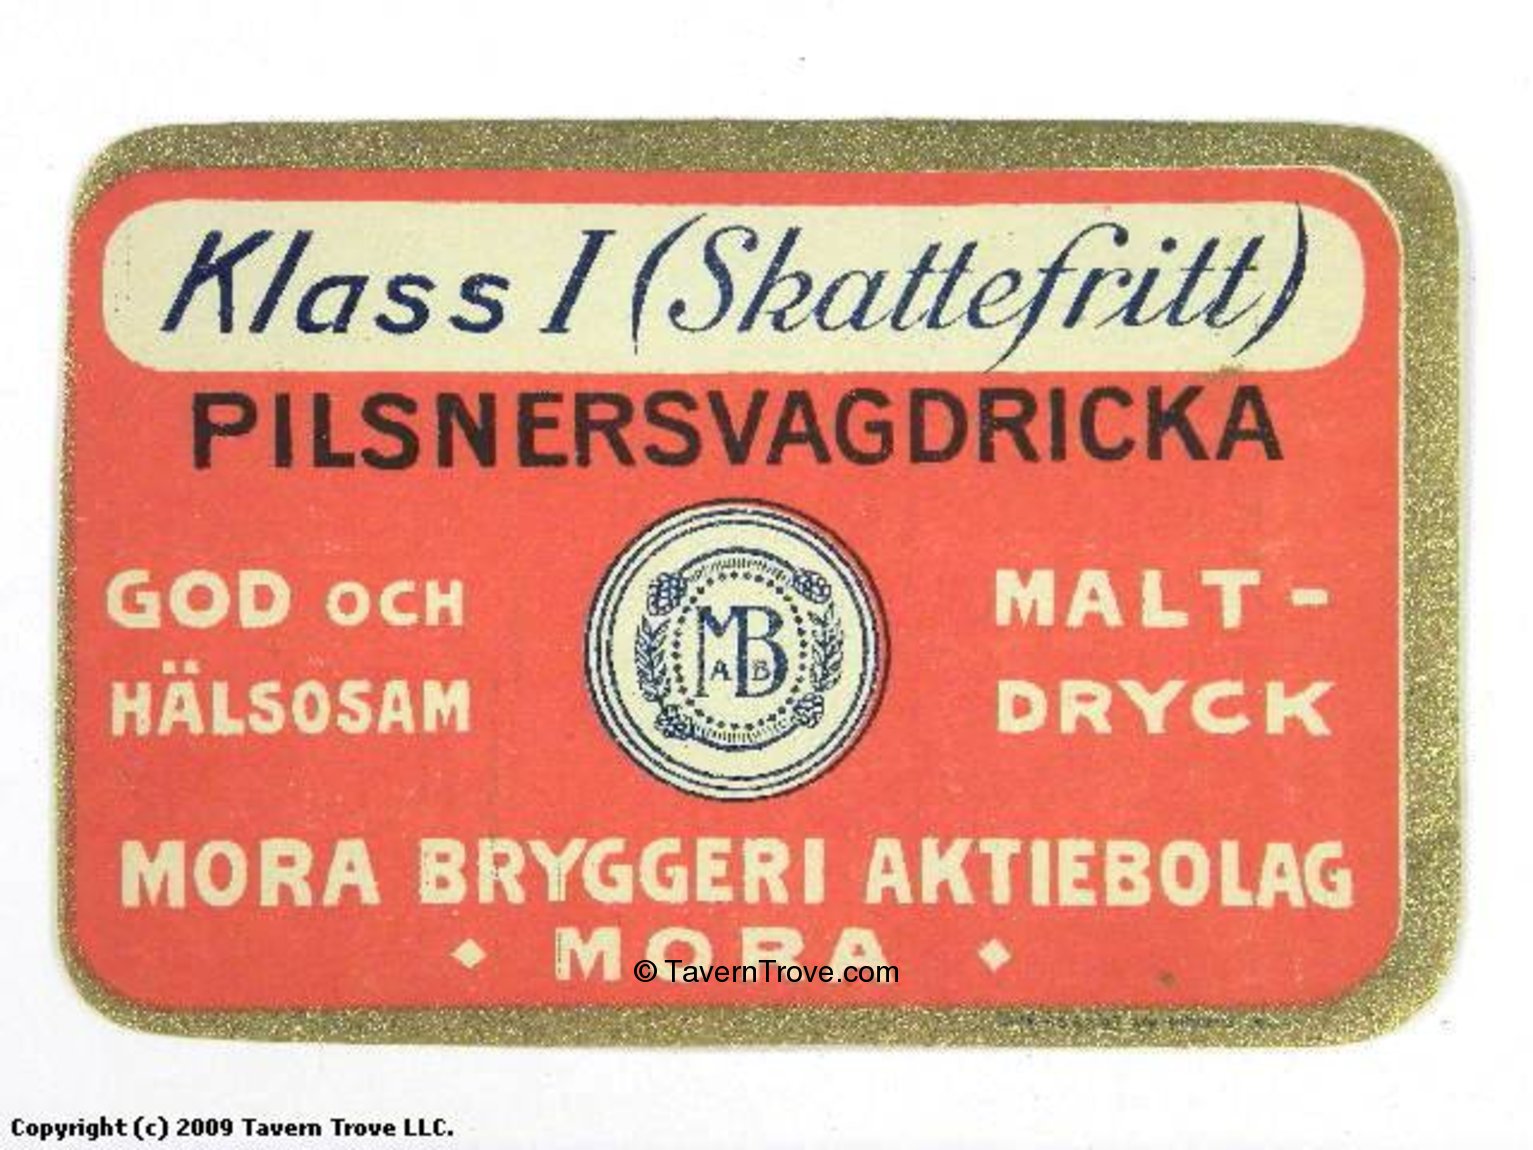 Klass I (Skattefritt)
PILSNERSVAGDRICKA
GOD OCH
HÄLSOSAM
MB
AB
MALT-
DRYCK
MORA BRYGGERI AKTIEBOLAG
MORA
© TavernTrove.com
Copyright (c) 2009 Tavern Trove LLC.